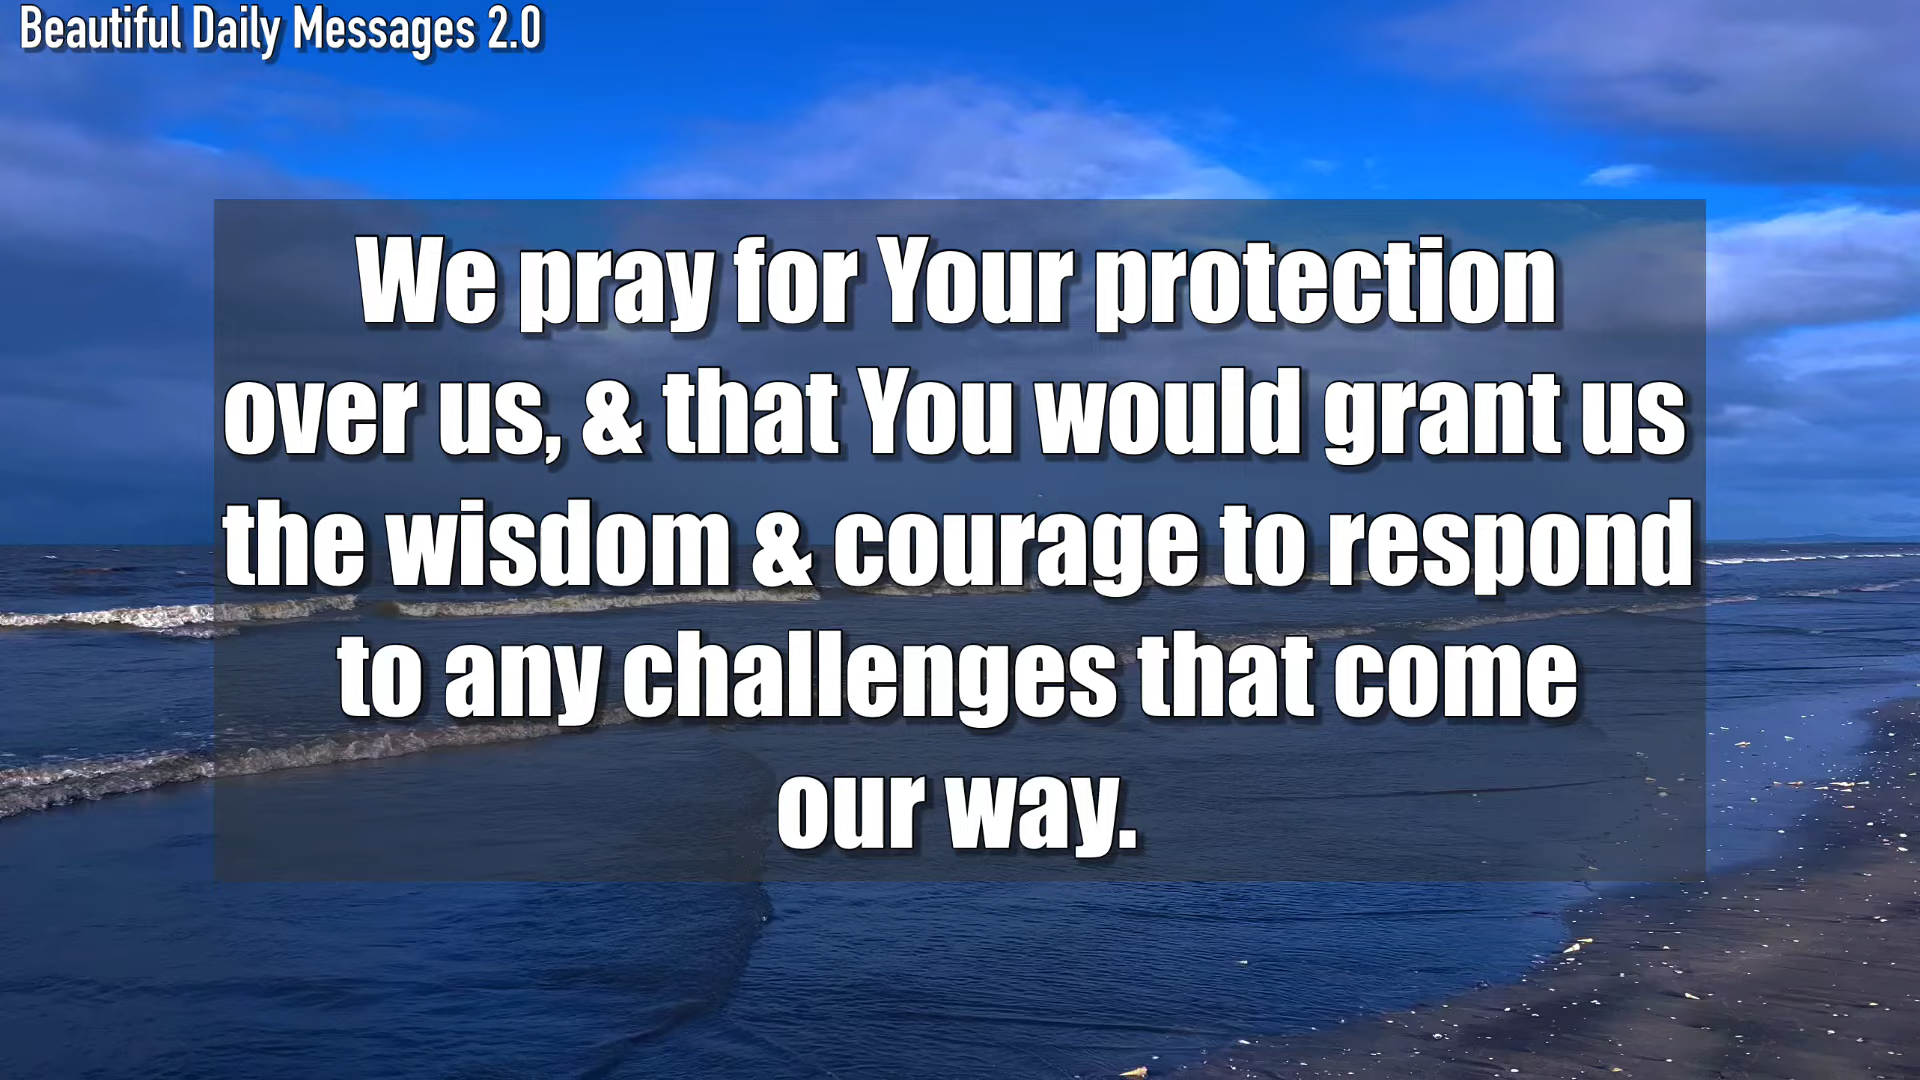 Beautiful Daily Messages 2.0
We pray for Your protection
over us, & that You would grant us
the wisdom & courage to respond
to any challenges that come
our way.